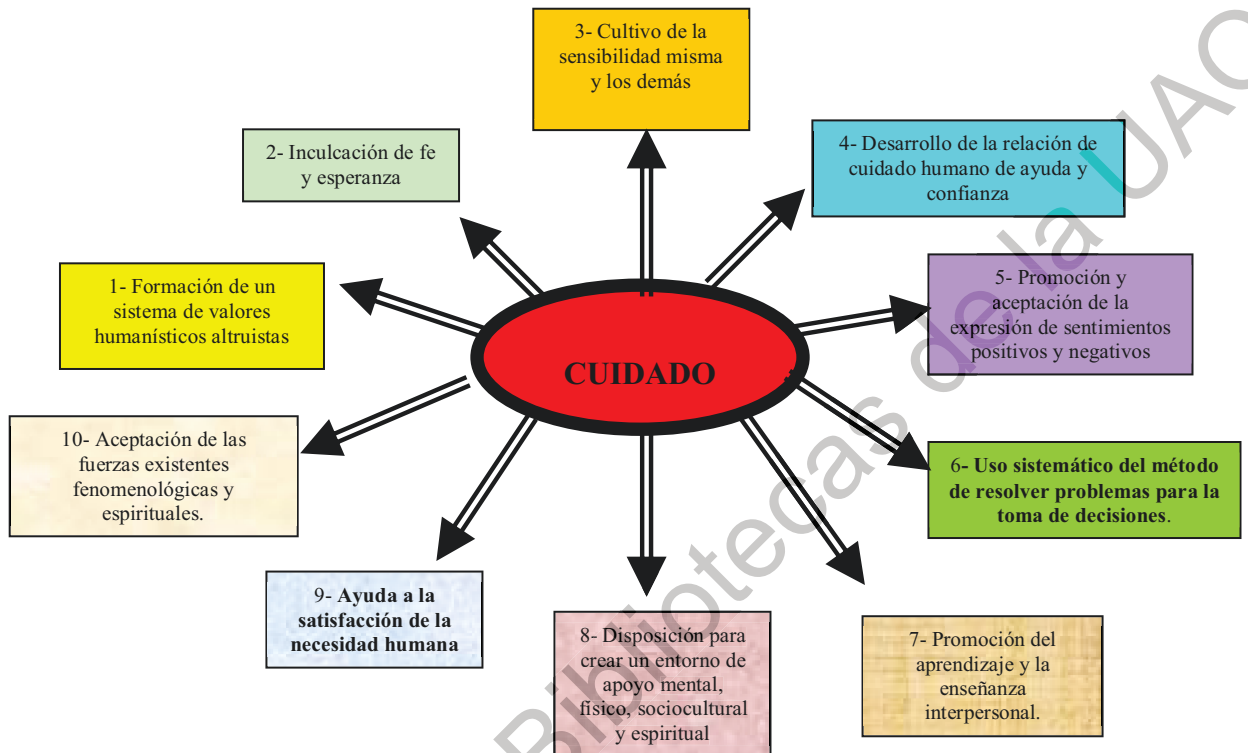 3- Cultivo de la
sensibilidad misma
y los demás
2- Inculcación de fe
y esperanza
4- Desarrollo de la relación de
cuidado humano de ayuda y
confianza
1- Formación de un
sistema de valores
humanísticos altruistas
5- Promoción y
aceptación de la
expresión de sentimientos
positivos y negativos
CUIDADO
10- Aceptación de las
fuerzas existentes
fenomenológicas y
espirituales.
6- Uso sistemático del método
de resolver problemas para la
toma de decisiones.
9- Ayuda a la
satisfacción de la
necesidad humana
8- Disposición para
crear un entorno de
apoyo mental,
físico, sociocultural
y espiritual
7- Promoción del
aprendizaje y la
enseñanza
interpersonal.
Bibliotecas de la UAQ